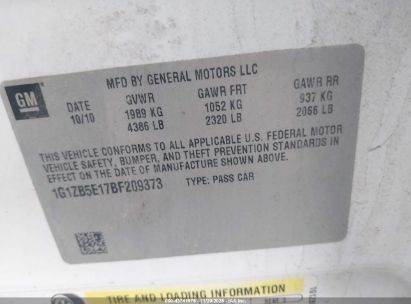 GM
MFD BY GENERAL MOTORS LLC
DATE GVWR GAWR FRT GAWR RR
10/10 1989 KG 1052 KG 937 KG
4386 LB 2320 LB 2066 LB
THIS VEHICLE CONFORMS TO ALL APPLICABLE U.S. FEDERAL MOTOR
VEHICLE SAFETY, BUMPER, AND THEFT PREVENTION STANDARDS IN
EFFECT ON THE DATE OF MANUFACTURE SHOWN ABOVE.
1G1ZB5E17BF209373 TYPE: PASS CAR
TIRE AND LOADING INFORMATION